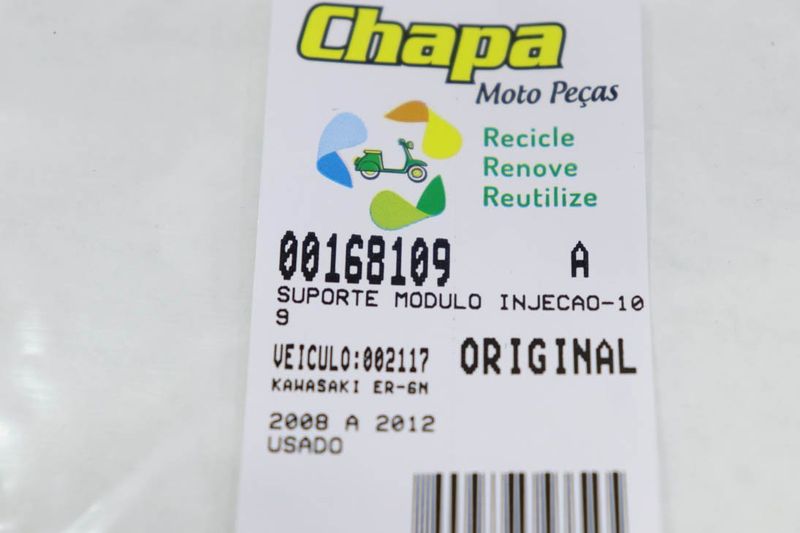 Chapa
Moto Peças
Recicle
Renove
Reutilize
00168109 A
SUPORTE MODULO INJECAO-10
9
VEICULO:002117 ORIGINAL
KAWASAKI ER-6N
2008 A 2012
USADO